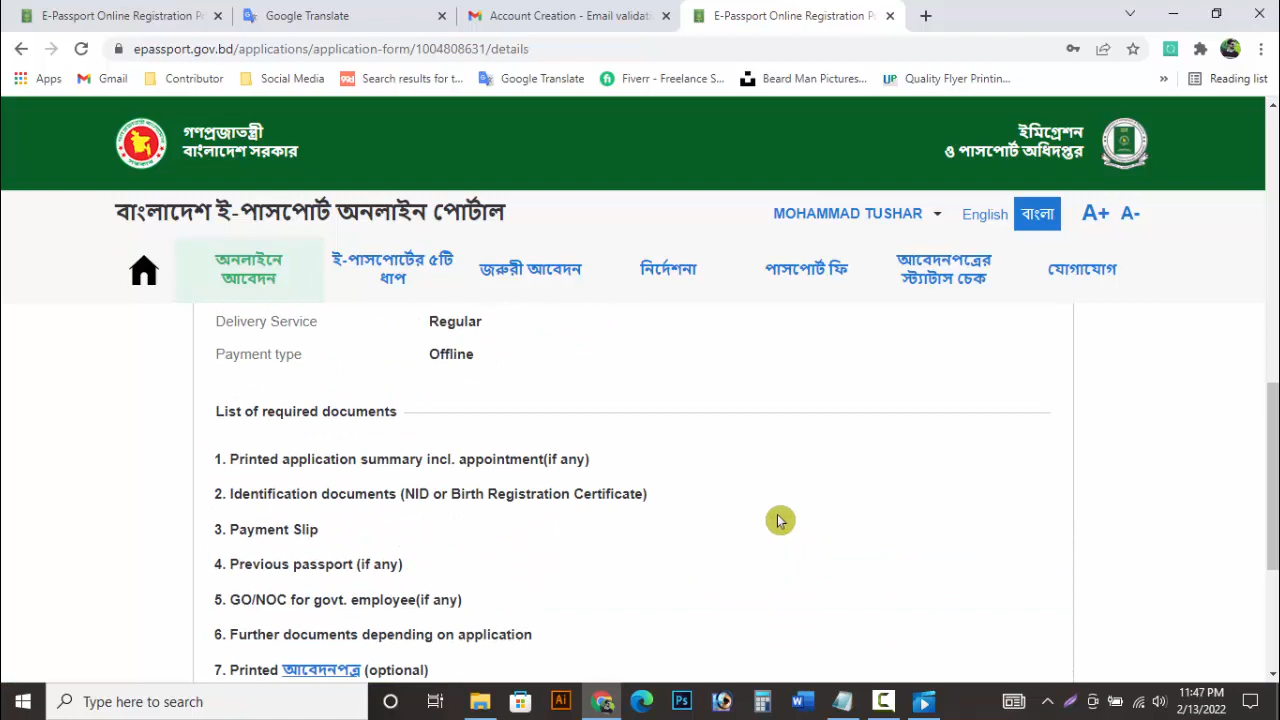 E-Passport Online Registration Po
Google Translate
Account Creation - Email validat
E-Passport Online Registration Po
epassport.gov.bd/applications/application-form/1004808631/details
Apps
Gmail
Contributor
Social Media
Search results for t...
Google Translate
Fiverr - Freelance S...
Beard Man Pictures...
Quality Flyer Printin...
»
Reading list
গণপ্রজাতন্ত্রী
বাংলাদেশ সরকার
ইমিগ্রেশন
ও পাসপোর্ট অধিদপ্তর
বাংলাদেশ ই-পাসপোর্ট অনলাইন পোর্টাল
MOHAMMAD TUSHAR
English
বাংলা
A+ A-
অনলাইনে
আবেদন
ই-পাসপোর্টের ৫টি
ধাপ
জরুরী আবেদন
নির্দেশনা
পাসপোর্ট ফি
আবেদনপত্রের
স্ট্যাটাস চেক
যোগাযোগ
Delivery Service Regular
Payment type Offline
List of required documents
1. Printed application summary incl. appointment(if any)
2. Identification documents (NID or Birth Registration Certificate)
3. Payment Slip
4. Previous passport (if any)
5. GO/NOC for govt. employee(if any)
6. Further documents depending on application
7. Printed আবেদনপত্র (optional)
Type here to search
11:47 PM
2/13/2022